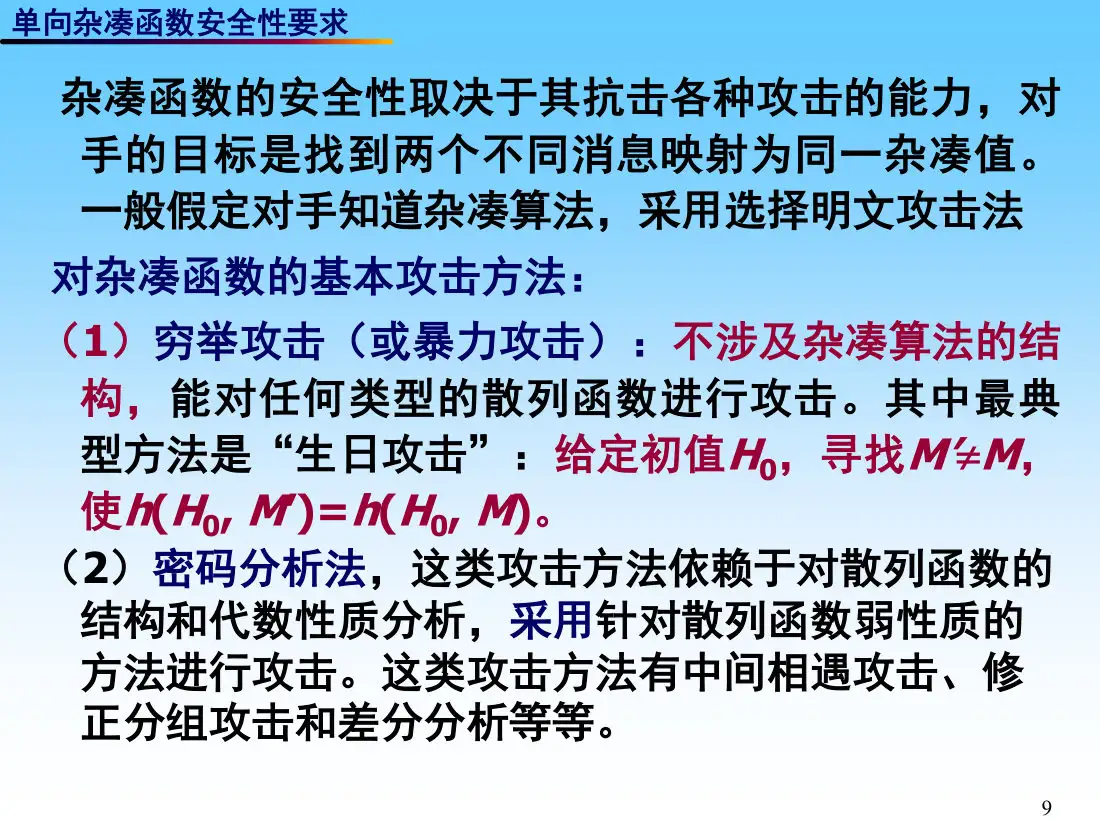 单向杂凑函数安全性要求
杂凑函数的安全性取决于其抗击各种攻击的能力，对
手的目标是找到两个不同消息映射为同一杂凑值。
一般假定对手知道杂凑算法，采用选择明文攻击法
对杂凑函数的基本攻击方法：
（1）穷举攻击（或暴力攻击）：不涉及杂凑算法的结
构，能对任何类型的散列函数进行攻击。其中最典
型方法是“生日攻击”：给定初值H₀，寻找M′≠M，
使h(H₀, M′)=h(H₀, M)。
（2）密码分析法，这类攻击方法依赖于对散列函数的
结构和代数性质分析，采用针对散列函数弱性质的
方法进行攻击。这类攻击方法有中间相遇攻击、修
正分组攻击和差分分析等等。
9